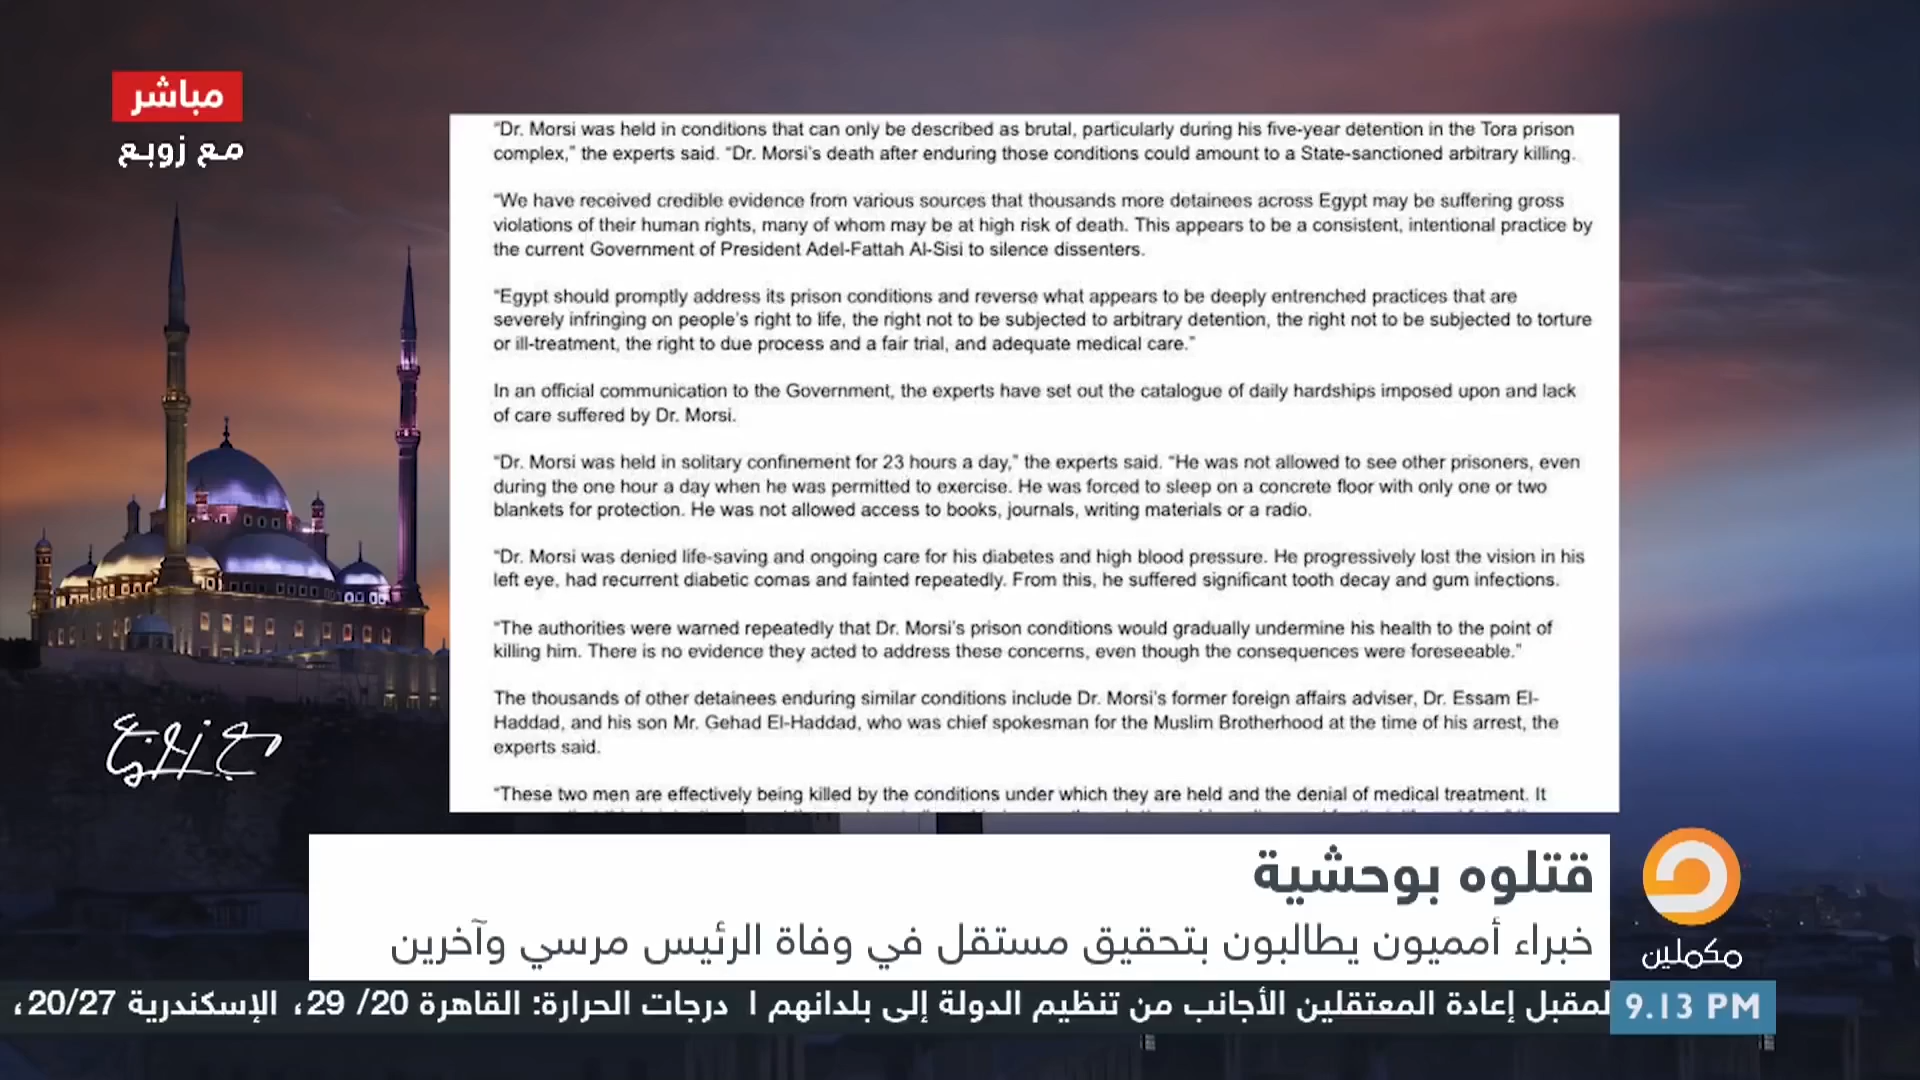 مباشر
مع زوبع
“Dr. Morsi was held in conditions that can only be described as brutal, particularly during his five-year detention in the Tora prison
complex,” the experts said. “Dr. Morsi’s death after enduring those conditions could amount to a State-sanctioned arbitrary killing.
“We have received credible evidence from various sources that thousands more detainees across Egypt may be suffering gross
violations of their human rights, many of whom may be at high risk of death. This appears to be a consistent, intentional practice by
the current Government of President Adel-Fattah Al-Sisi to silence dissenters.
“Egypt should promptly address its prison conditions and reverse what appears to be deeply entrenched practices that are
severely infringing on people’s right to life, the right not to be subjected to arbitrary detention, the right not to be subjected to torture
or ill-treatment, the right to due process and a fair trial, and adequate medical care.”
In an official communication to the Government, the experts have set out the catalogue of daily hardships imposed upon and lack
of care suffered by Dr. Morsi.
“Dr. Morsi was held in solitary confinement for 23 hours a day,” the experts said. “He was not allowed to see other prisoners, even
during the one hour a day when he was permitted to exercise. He was forced to sleep on a concrete floor with only one or two
blankets for protection. He was not allowed access to books, journals, writing materials or a radio.
“Dr. Morsi was denied life-saving and ongoing care for his diabetes and high blood pressure. He progressively lost the vision in his
left eye, had recurrent diabetic comas and fainted repeatedly. From this, he suffered significant tooth decay and gum infections.
“The authorities were warned repeatedly that Dr. Morsi’s prison conditions would gradually undermine his health to the point of
killing him. There is no evidence they acted to address these concerns, even though the consequences were foreseeable.”
The thousands of other detainees enduring similar conditions include Dr. Morsi’s former foreign affairs adviser, Dr. Essam El-
Haddad, and his son Mr. Gehad El-Haddad, who was chief spokesman for the Muslim Brotherhood at the time of his arrest, the
experts said.
“These two men are effectively being killed by the conditions under which they are held and the denial of medical treatment. It
مع زوبع
قتلوه بوحشية
خبراء أمميون يطالبون بتحقيق مستقل في وفاة الرئيس مرسي وآخرين
مكملين
لمقبل إعادة المعتقلين الأجانب من تنظيم الدولة إلى بلدانهم ا درجات الحرارة: القاهرة 20/ 29، الإسكندرية 20/27،
9.13 PM